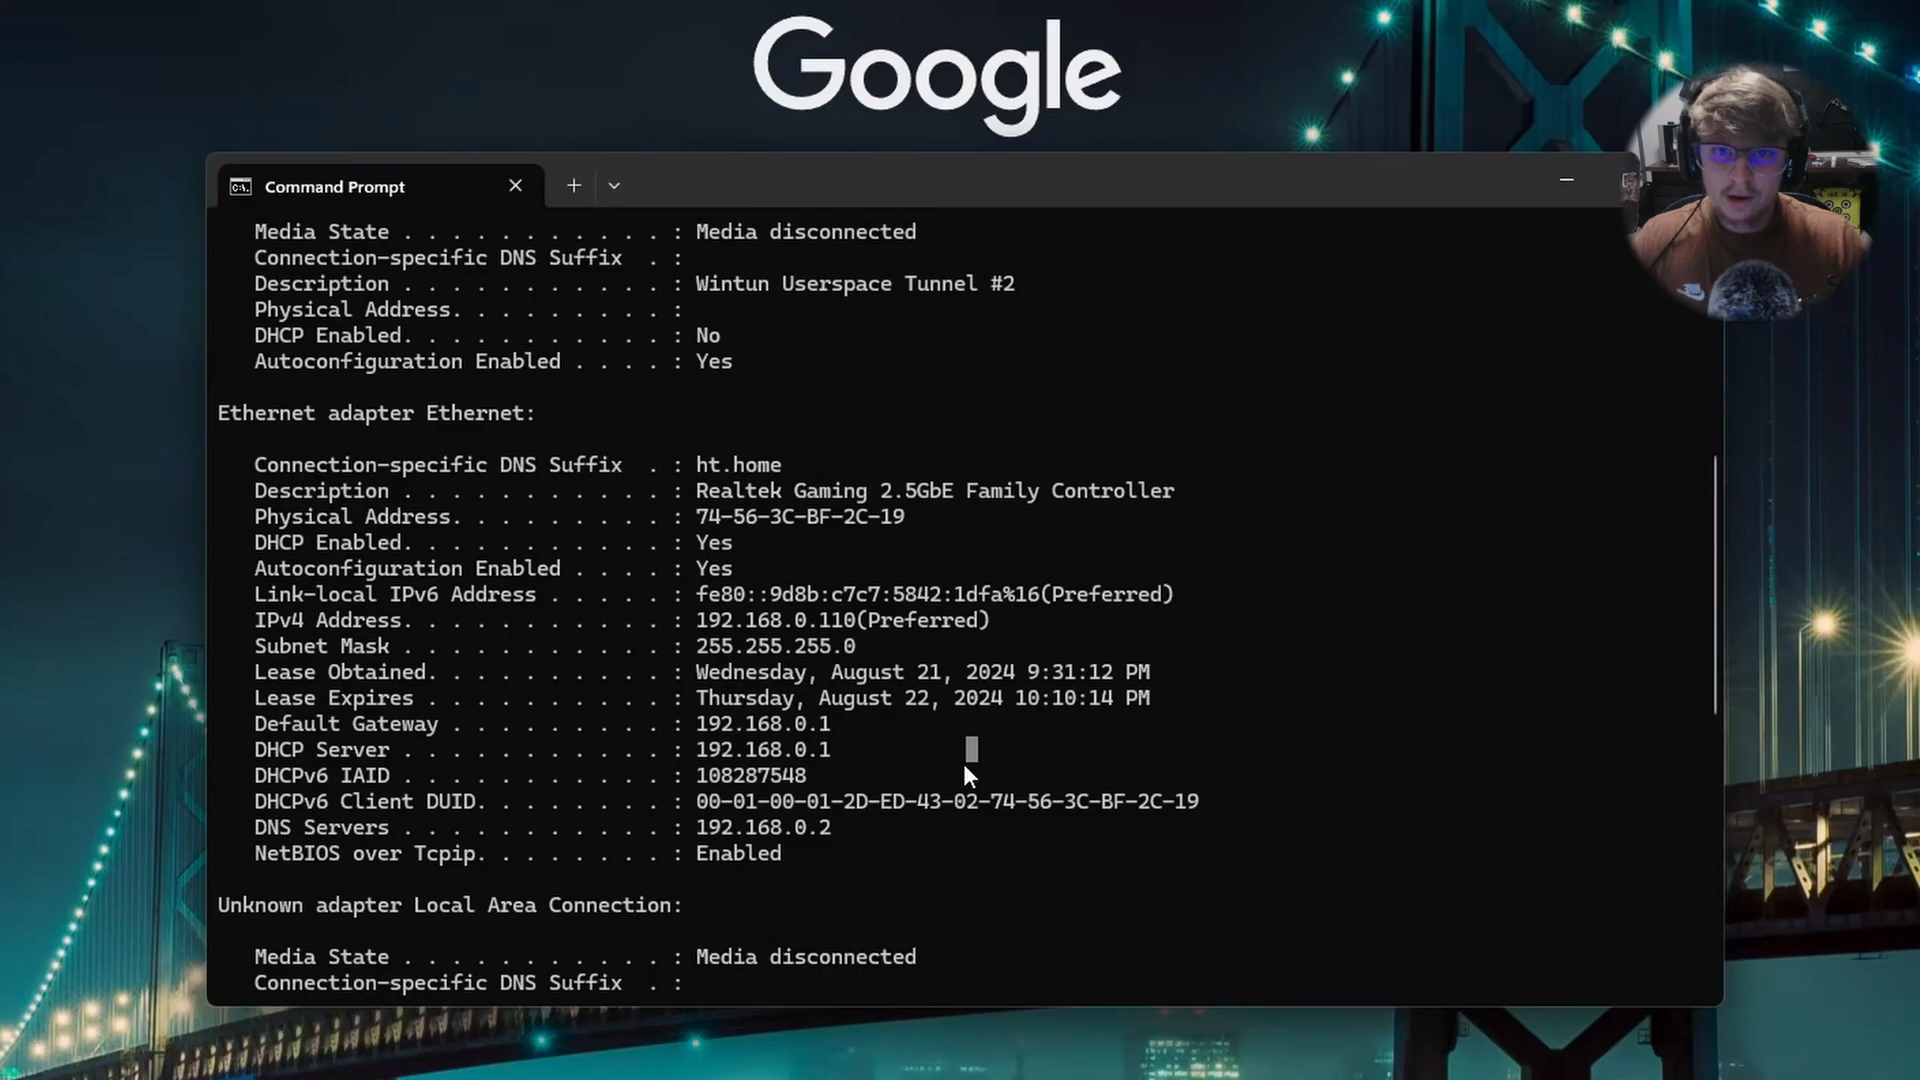 Google
Command Prompt
Media State . . . . . . . . . . . : Media disconnected
Connection-specific DNS Suffix  . :
Description . . . . . . . . . . . : Wintun Userspace Tunnel #2
Physical Address. . . . . . . . . :
DHCP Enabled. . . . . . . . . . . : No
Autoconfiguration Enabled . . . . : Yes
Ethernet adapter Ethernet:
Connection-specific DNS Suffix  . : ht.home
Description . . . . . . . . . . . : Realtek Gaming 2.5GbE Family Controller
Physical Address. . . . . . . . . : 74-56-3C-BF-2C-19
DHCP Enabled. . . . . . . . . . . : Yes
Autoconfiguration Enabled . . . . : Yes
Link-local IPv6 Address . . . . . : fe80::9d8b:c7c7:5842:1dfa%16(Preferred)
IPv4 Address. . . . . . . . . . . : 192.168.0.110(Preferred)
Subnet Mask . . . . . . . . . . . : 255.255.255.0
Lease Obtained. . . . . . . . . . : Wednesday, August 21, 2024 9:31:12 PM
Lease Expires . . . . . . . . . . : Thursday, August 22, 2024 10:10:14 PM
Default Gateway . . . . . . . . . : 192.168.0.1
DHCP Server . . . . . . . . . . . : 192.168.0.1
DHCPv6 IAID . . . . . . . . . . . : 108287548
DHCPv6 Client DUID. . . . . . . . : 00-01-00-01-2D-ED-43-02-74-56-3C-BF-2C-19
DNS Servers . . . . . . . . . . . : 192.168.0.2
NetBIOS over Tcpip. . . . . . . . : Enabled
Unknown adapter Local Area Connection:
Media State . . . . . . . . . . . : Media disconnected
Connection-specific DNS Suffix  . :